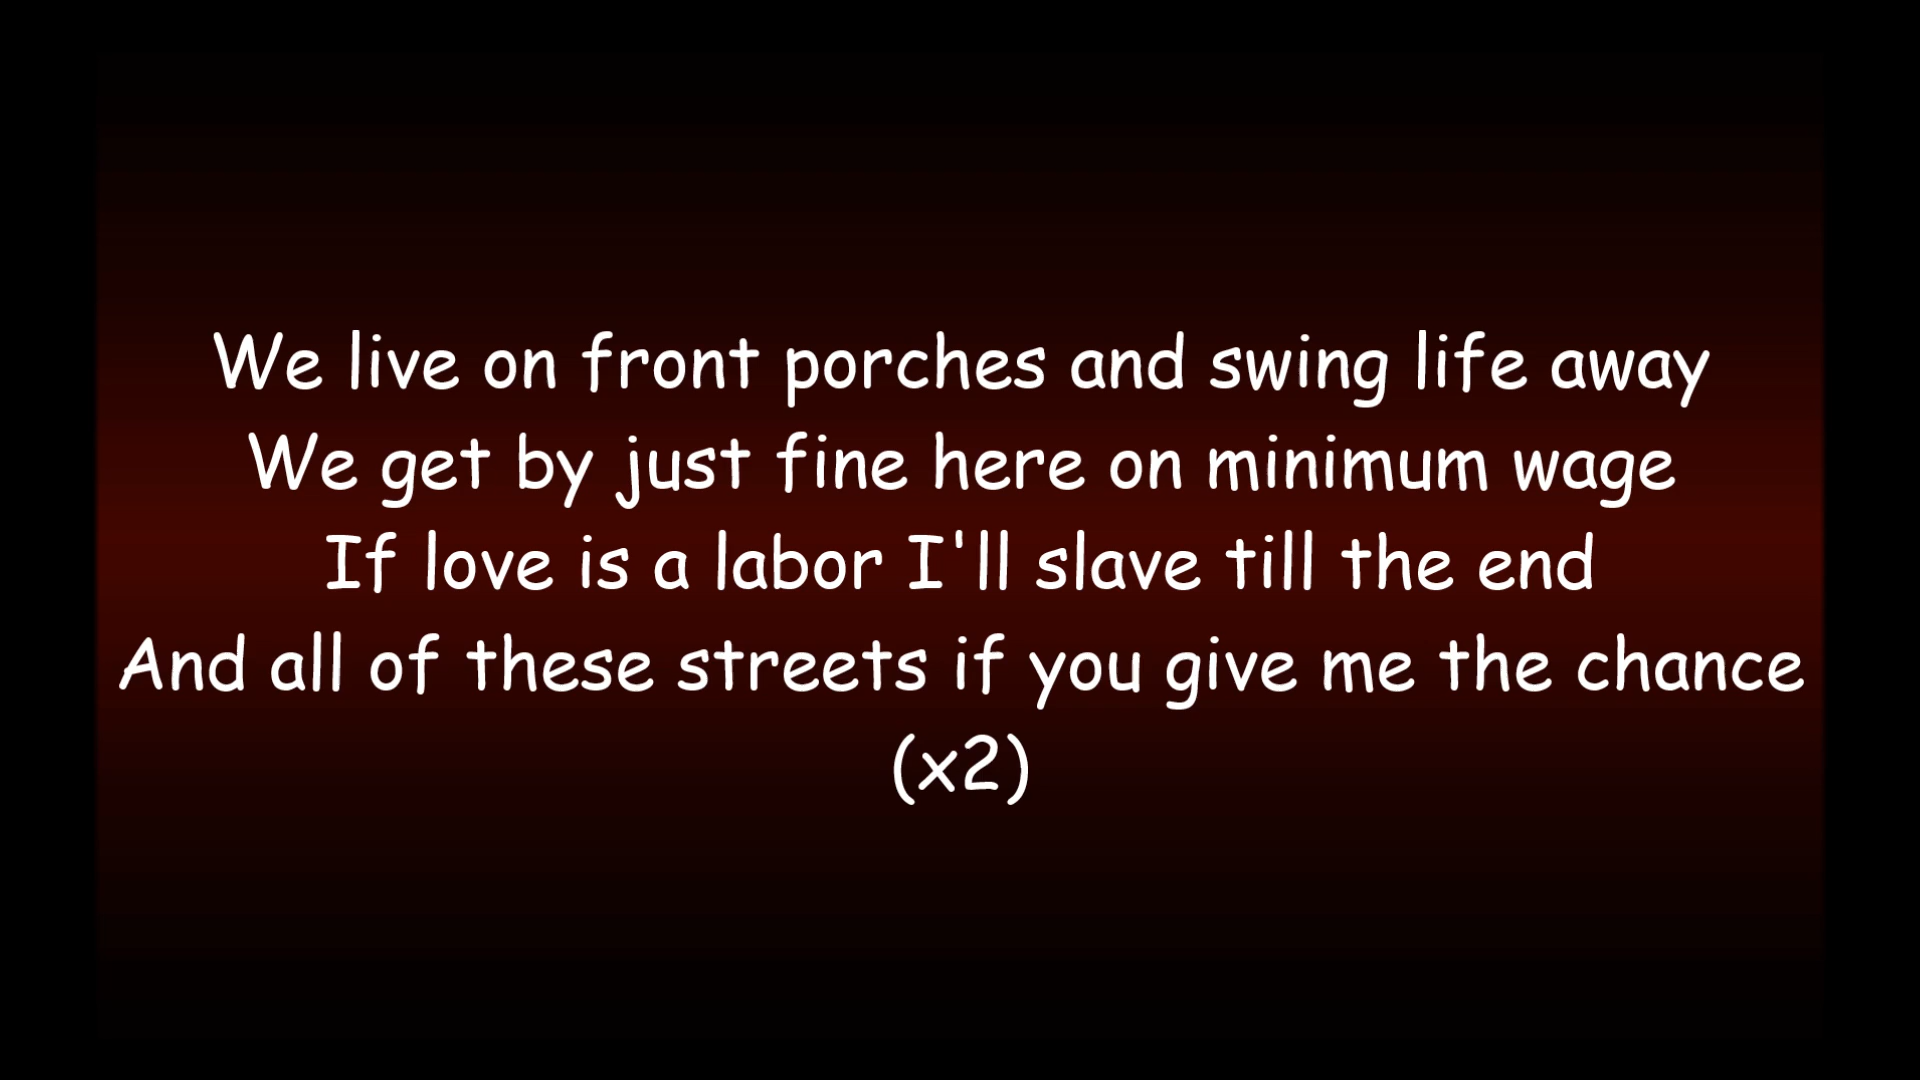 We live on front porches and swing life away
We get by just fine here on minimum wage
If love is a labor I'll slave till the end
And all of these streets if you give me the chance
(x2)